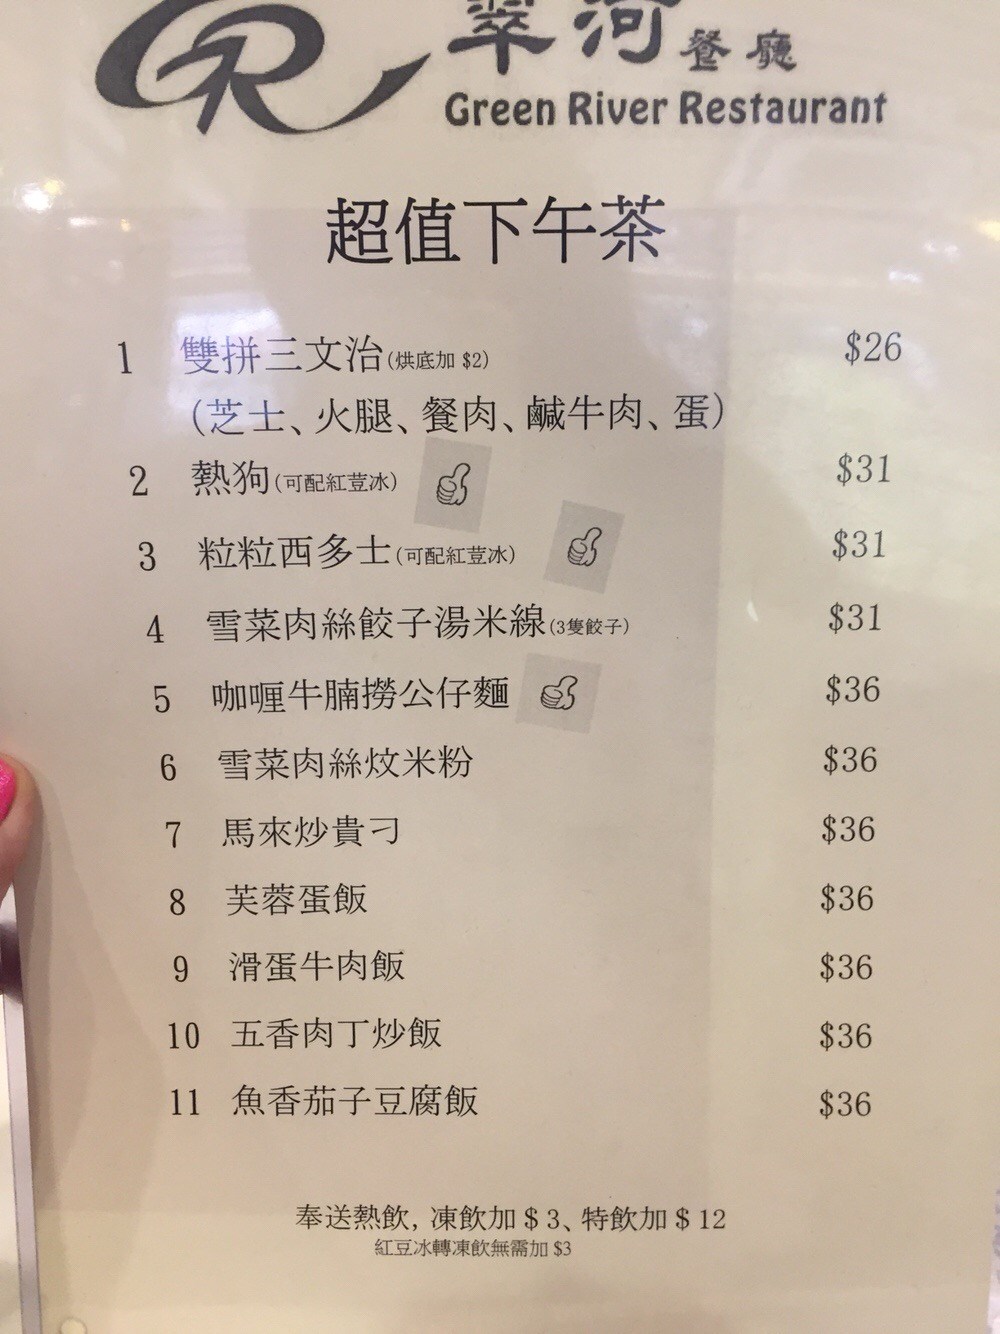 翠河餐廳
Green River Restaurant
超值下午茶
1 雙拼三文治(烘底加 $2) $26
(芝士、火腿、餐肉、鹹牛肉、蛋)
2 熱狗(可配紅荳冰) $31
3 粒粒西多士(可配紅荳冰) $31
4 雪菜肉絲餃子湯米線(3隻餃子) $31
5 咖喱牛腩撈公仔麵 $36
6 雪菜肉絲炆米粉 $36
7 馬來炒貴刁 $36
8 芙蓉蛋飯 $36
9 滑蛋牛肉飯 $36
10 五香肉丁炒飯 $36
11 魚香茄子豆腐飯 $36
奉送熱飲, 凍飲加 $ 3、特飲加 $ 12
紅豆冰轉凍飲無需加 $3